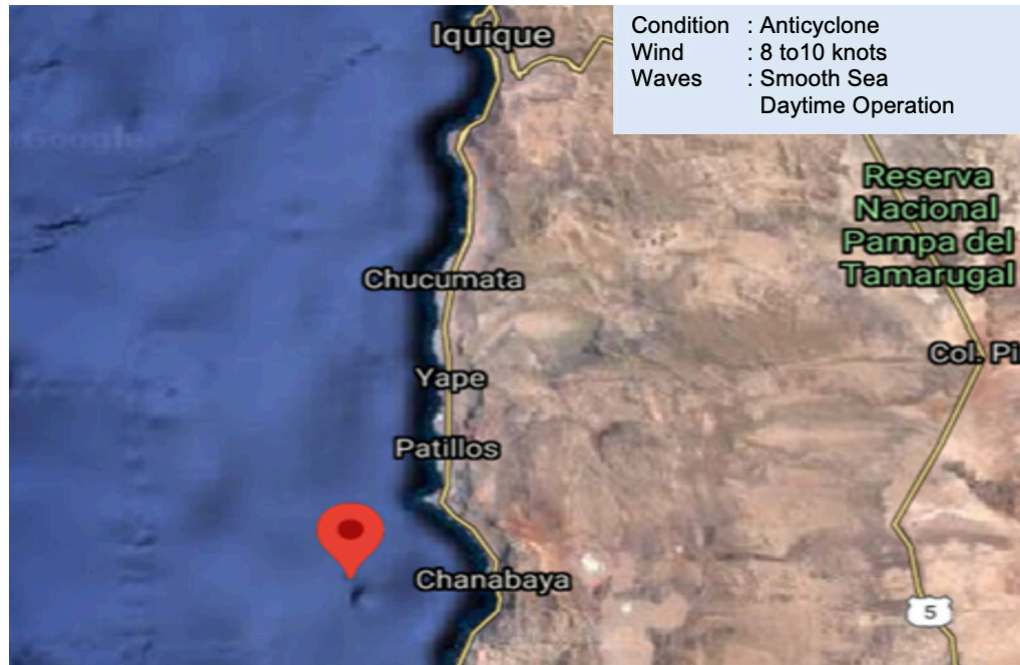 Condition : Anticyclone
Wind : 8 to10 knots
Waves : Smooth Sea
Daytime Operation
Iquique
Google
Reserva
Nacional
Pampa del
Tamarugal
Chucumata
Col. Pi
Yape
Patillos
Chanabaya
5